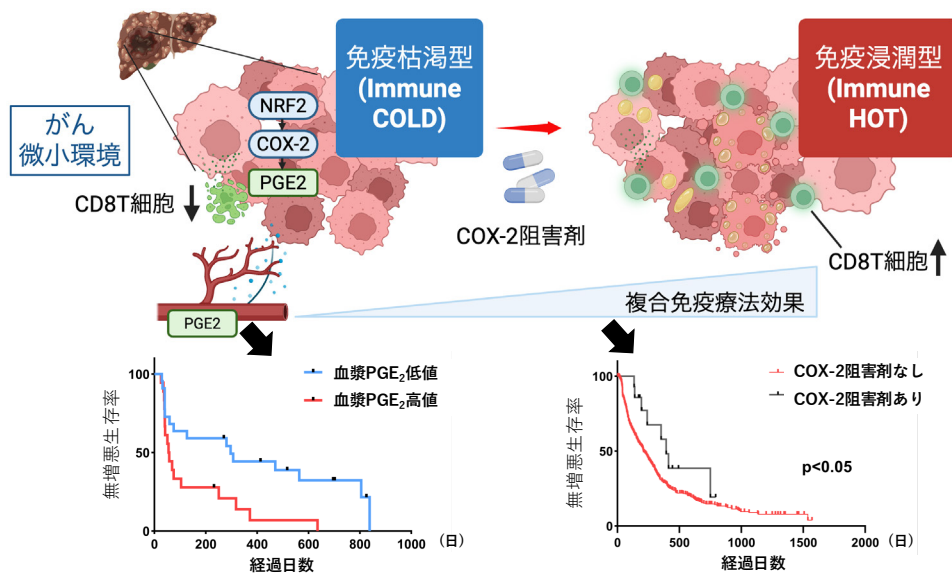 がん
微小環境
NRF2
COX-2
PGE2
CD8T細胞
免疫枯渇型
(Immune
COLD)
COX-2阻害剤
免疫浸潤型
(Immune
HOT)
CD8T細胞
複合免疫療法効果
PGE2
血漿PGE₂低値
血漿PGE₂高値
無増悪生存率
100
50
0
0 200 400 600 800 1000 (日)
経過日数
COX-2阻害剤なし
COX-2阻害剤あり
p<0.05
無増悪生存率
100
50
0
0 500 1000 1500 2000 (日)
経過日数